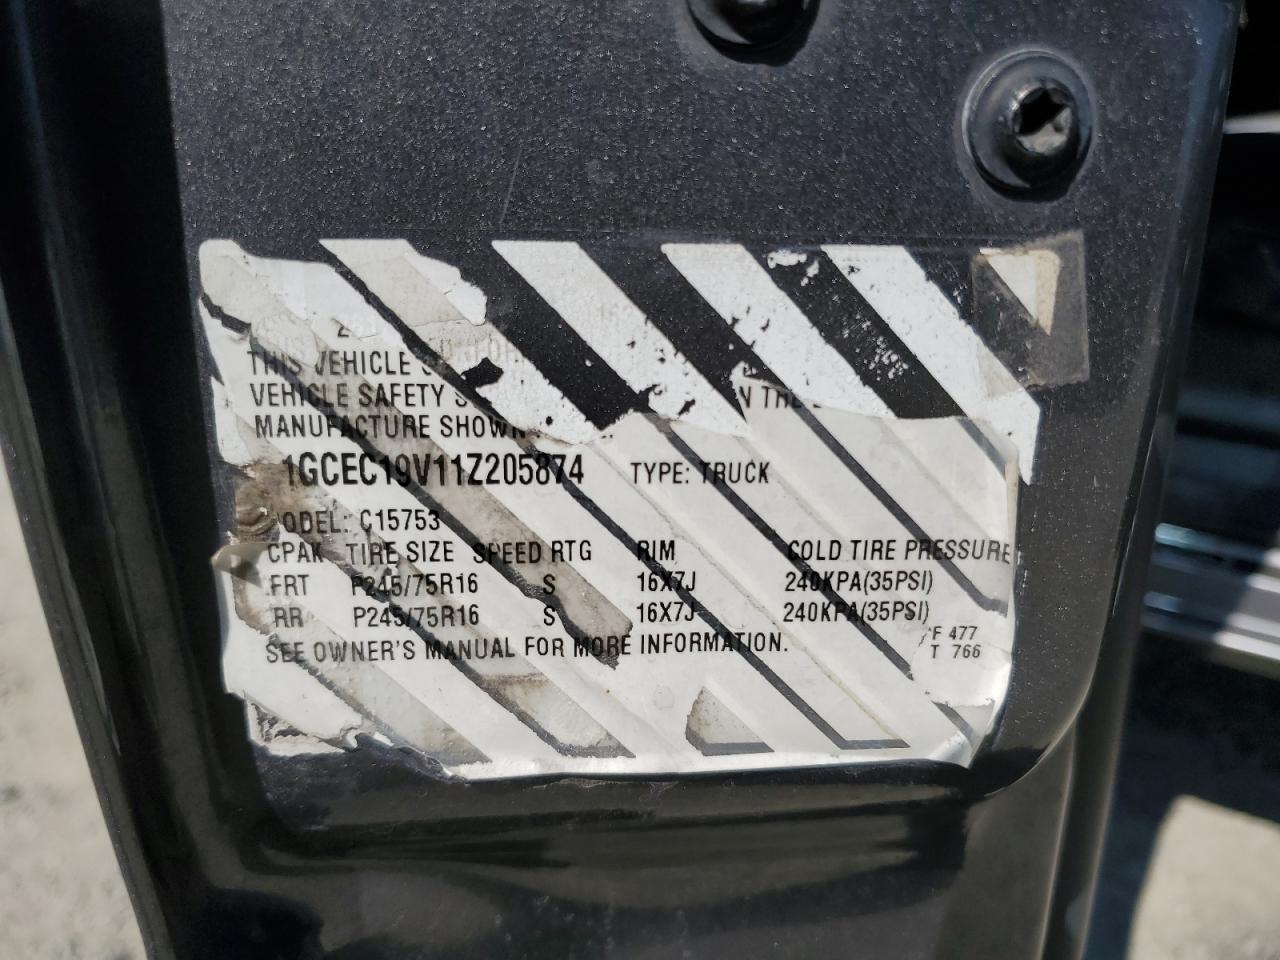 THIS VEHICLE
VEHICLE SAFETY
MANUFACTURE SHOWN
1GCEC19V11Z205874 TYPE: TRUCK
MODEL: C15753
CPAK TIRE SIZE SPEED RTG RIM COLD TIRE PRESSURE
FRT P245/75R16 S 16X7J 240KPA(35PSI)
RR P245/75R16 S 16X7J 240KPA(35PSI)
SEE OWNER'S MANUAL FOR MORE INFORMATION.
F 477
T 766